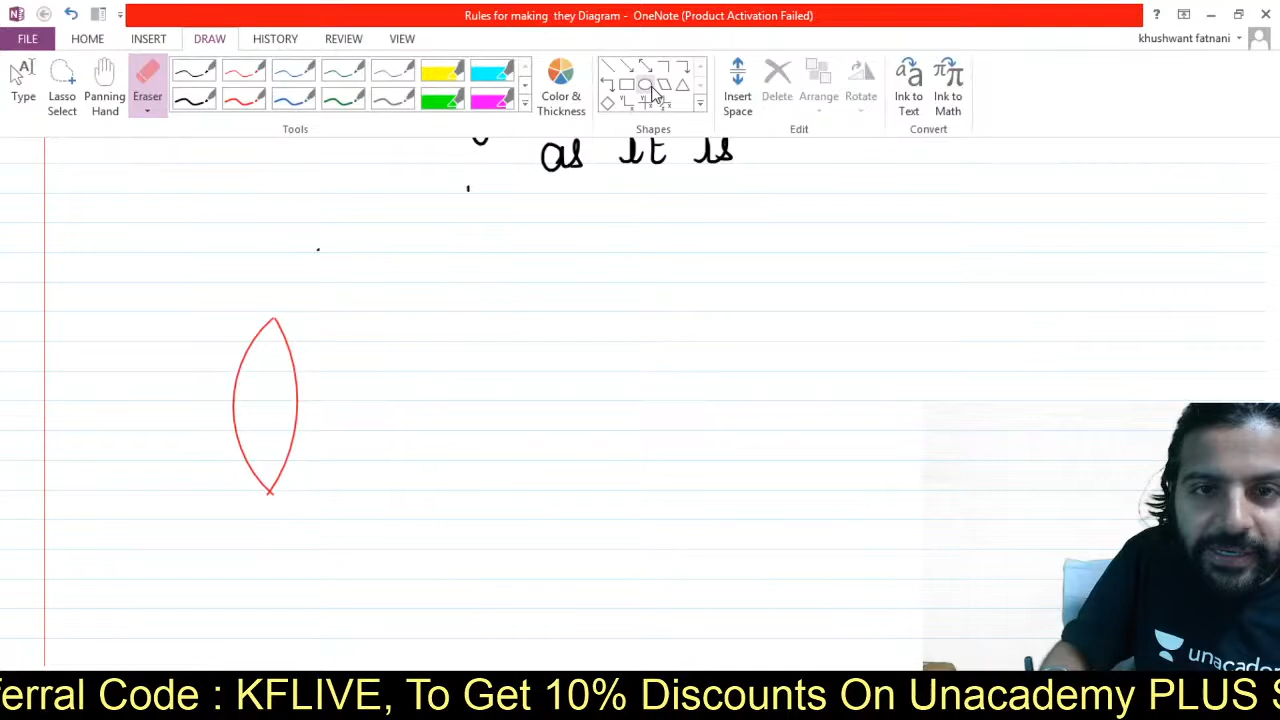 Rules for making they Diagram - OneNote (Product Activation Failed)
FILE HOME INSERT DRAW HISTORY REVIEW VIEW
khushwant fatnani
Type
Lasso Select
Panning Hand
Eraser
Color & Thickness
Insert Space
Delete
Arrange
Rotate
Ink to Text
Ink to Math
Tools
Shapes
Edit
Convert
as it is
unacade
ferral Code : KFLIVE, To Get 10% Discounts On Unacademy PLUS S